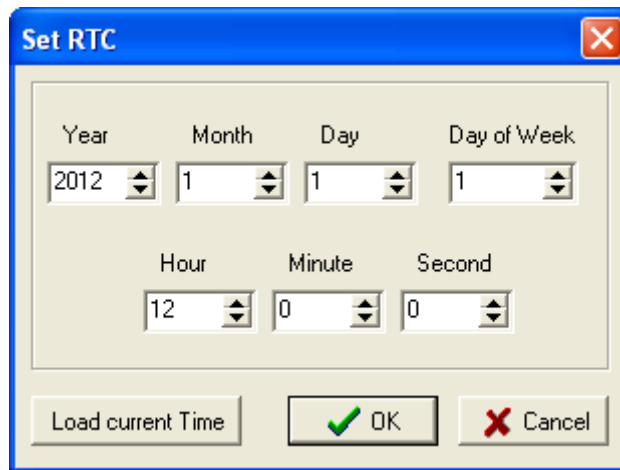 Set RTC
Year Month Day Day of Week
2012 1 1 1
Hour Minute Second
12 0 0
Load current Time OK Cancel